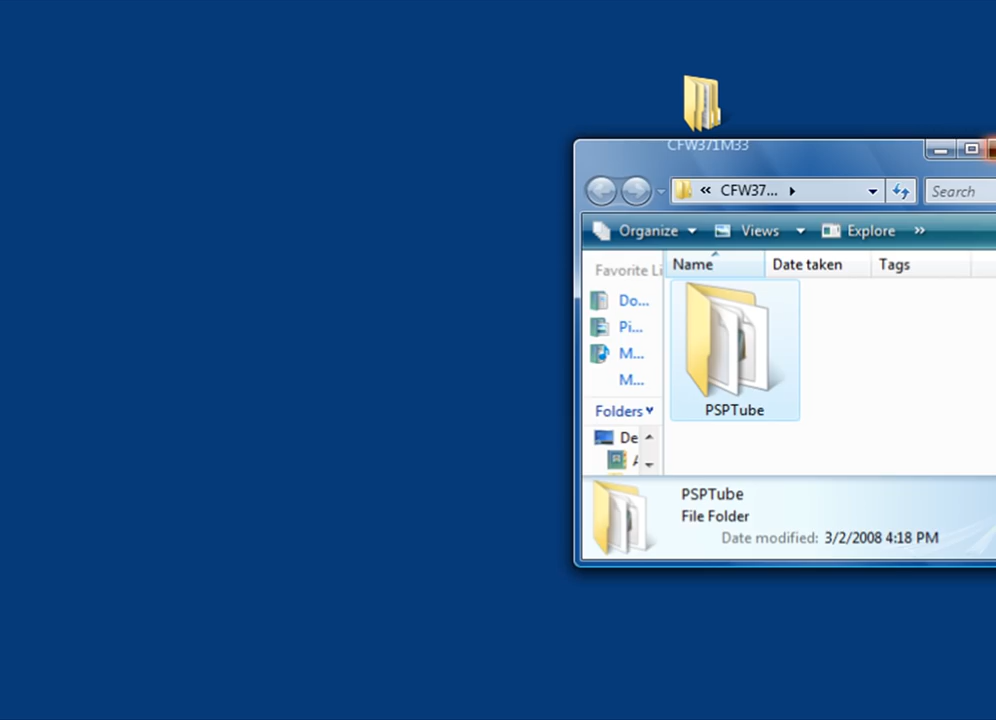 CFW371M33
« CFW37...
Search
Organize Views Explore »
Favorite Li
Name Date taken Tags
Do...
Pi...
M...
M...
PSPTube
Folders
De
PSPTube
File Folder
Date modified: 3/2/2008 4:18 PM